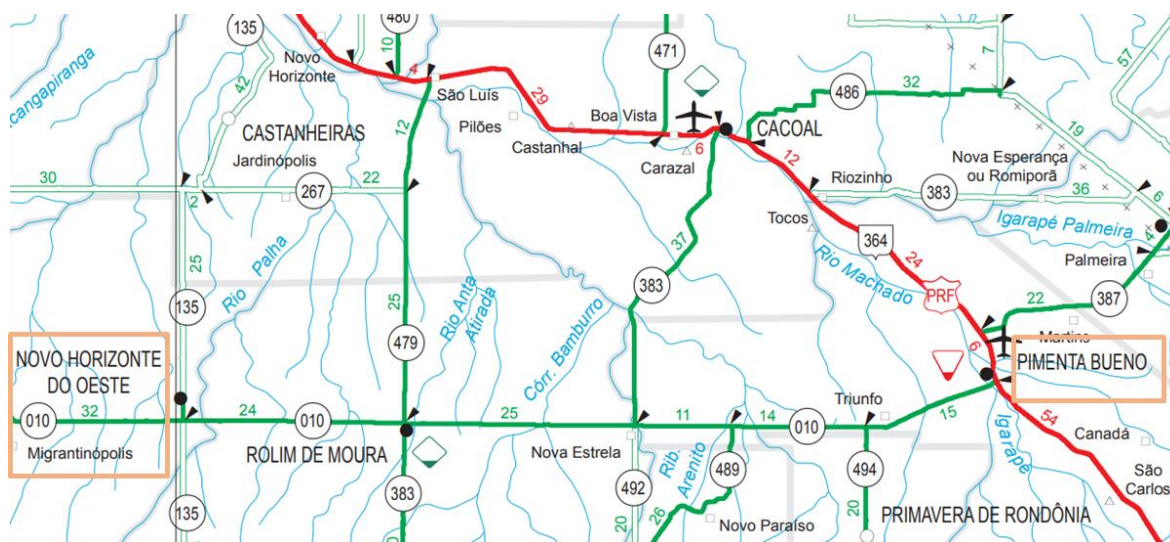 135
480
10
471
7
57
Novo
Horizonte
4
São Luís
42
cangapiranga
29
Boa Vista
486
32
CASTANHEIRAS
12
Pilões
CACOAL
19
Castanhal
Carazal
6
12
Nova Esperança
ou Romiporã
Jardinópolis
Riozinho
30
2
267
22
383
36
6
Tocos
Igarapé Palmeira
4
364
37
25
Rio Palha
383
Rio Machado
24
Palmeira
PRF
387
22
135
25
Rio Anta
Atirada
479
Córr. Bamburro
Martins
6
NOVO HORIZONTE
DO OESTE
PIMENTA BUENO
Triunfo
15
010
32
24
010
25
11
14
010
54
Migrantinópolis
ROLIM DE MOURA
Nova Estrela
Rib.
Arenito
489
494
Igarapé
Canadá
383
492
São
Carlos
135
20
26
Novo Paraíso
20
PRIMAVERA DE RONDÔNIA